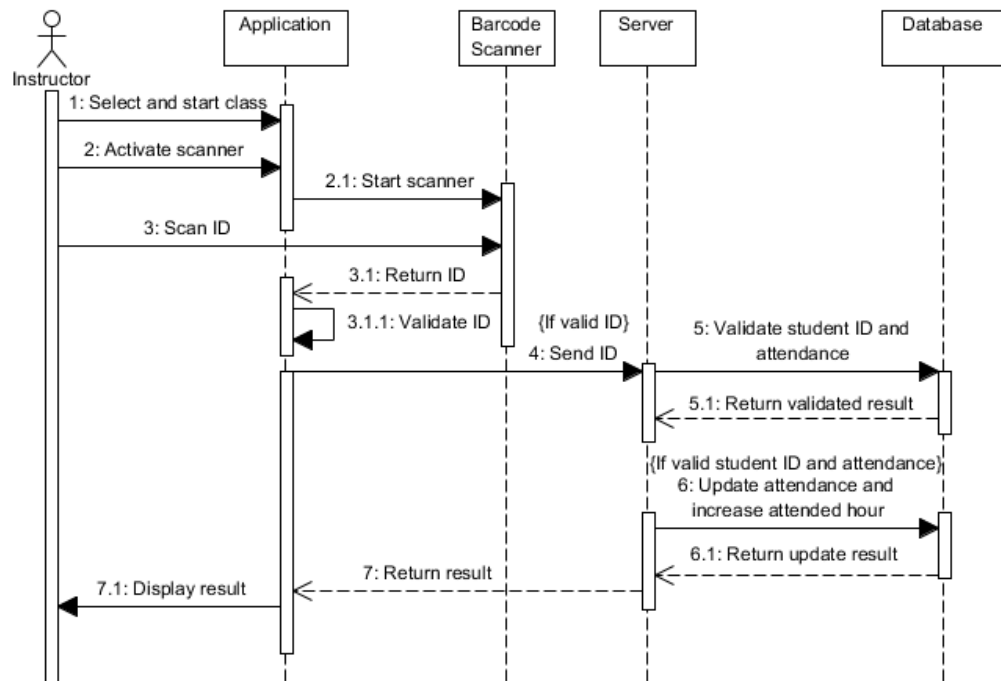 Application
Barcode
Scanner
Server
Database
Instructor
1: Select and start class
2: Activate scanner
2.1: Start scanner
3: Scan ID
3.1: Return ID
3.1.1: Validate ID
{If valid ID}
4: Send ID
5: Validate student ID and
attendance
5.1: Return validated result
{If valid student ID and attendance}
6: Update attendance and
increase attended hour
6.1: Return update result
7: Return result
7.1: Display result